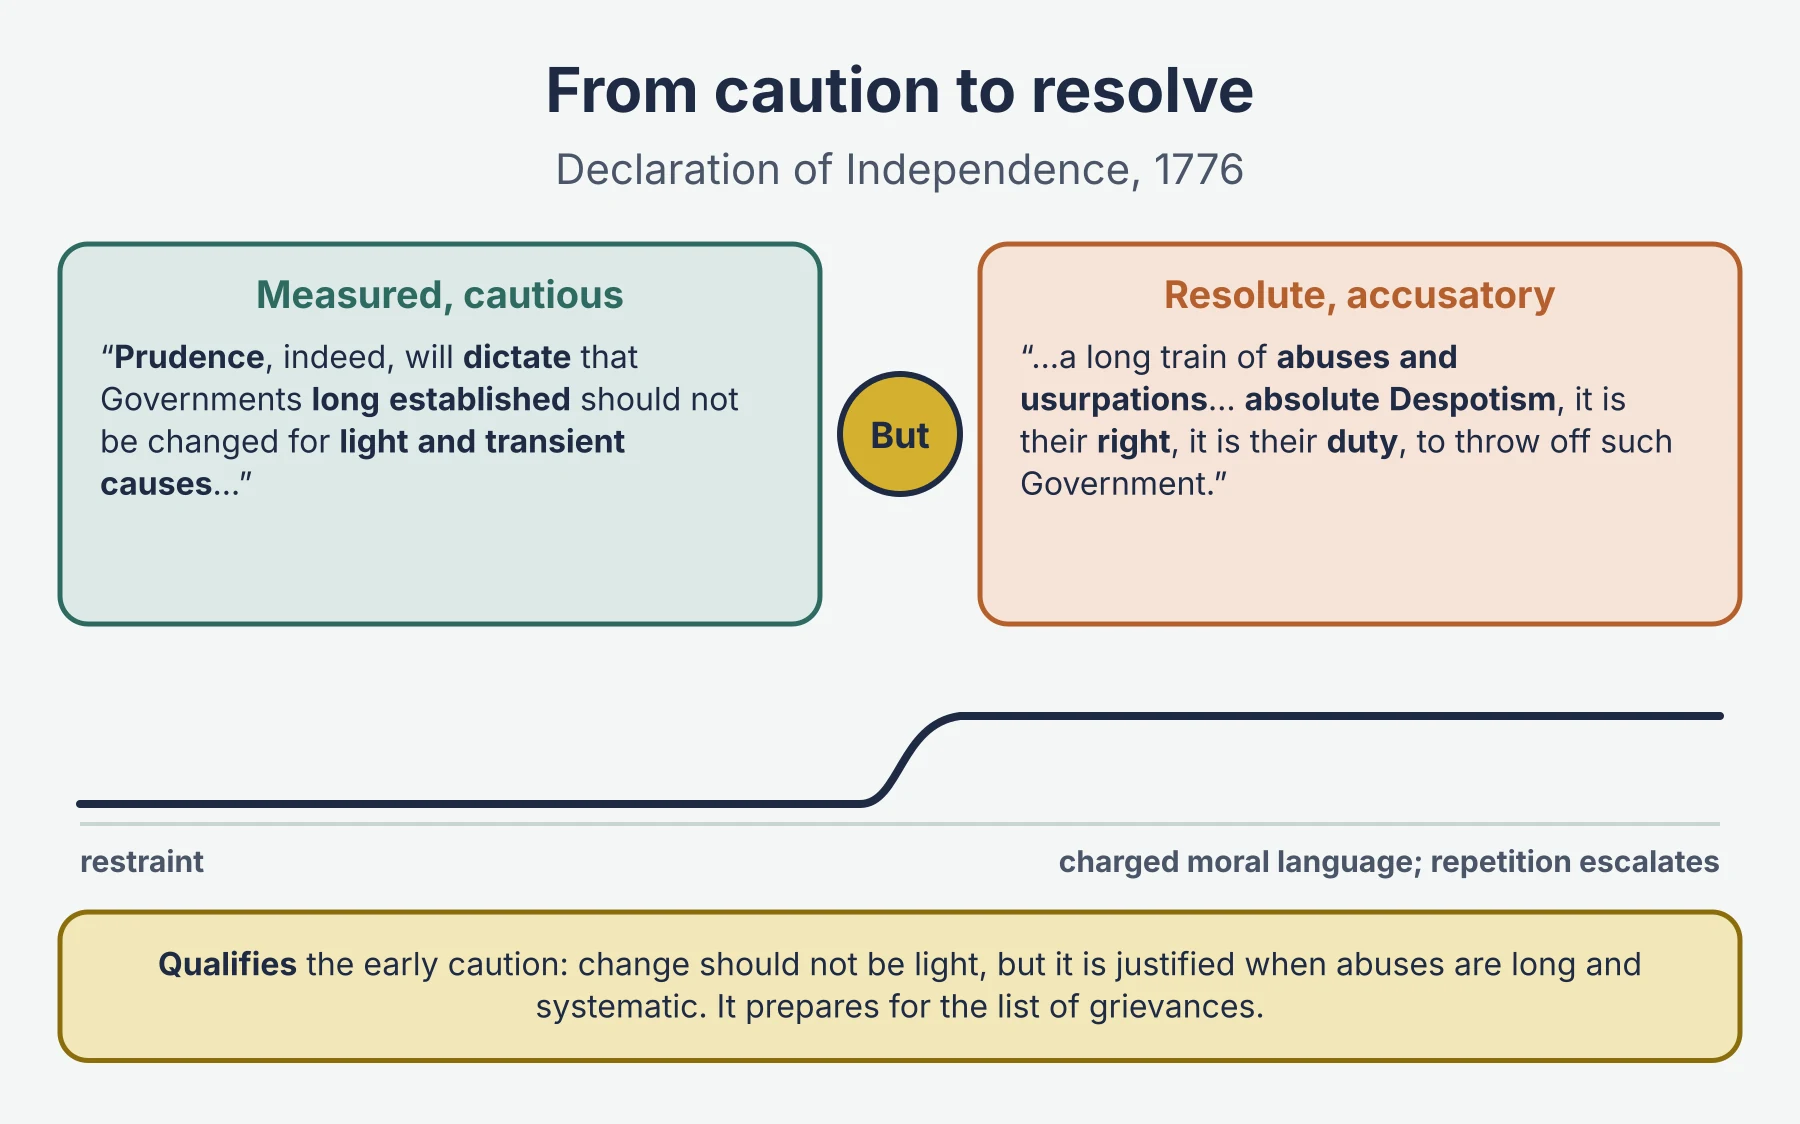 From caution to resolve
Declaration of Independence, 1776
Measured, cautious
“Prudence, indeed, will dictate that
Governments long established should not
be changed for light and transient
causes…”
But
Resolute, accusatory
“…a long train of abuses and
usurpations… absolute Despotism, it is
their right, it is their duty, to throw off such
Government.”
restraint
charged moral language; repetition escalates
Qualifies the early caution: change should not be light, but it is justified when abuses are long and
systematic. It prepares for the list of grievances.